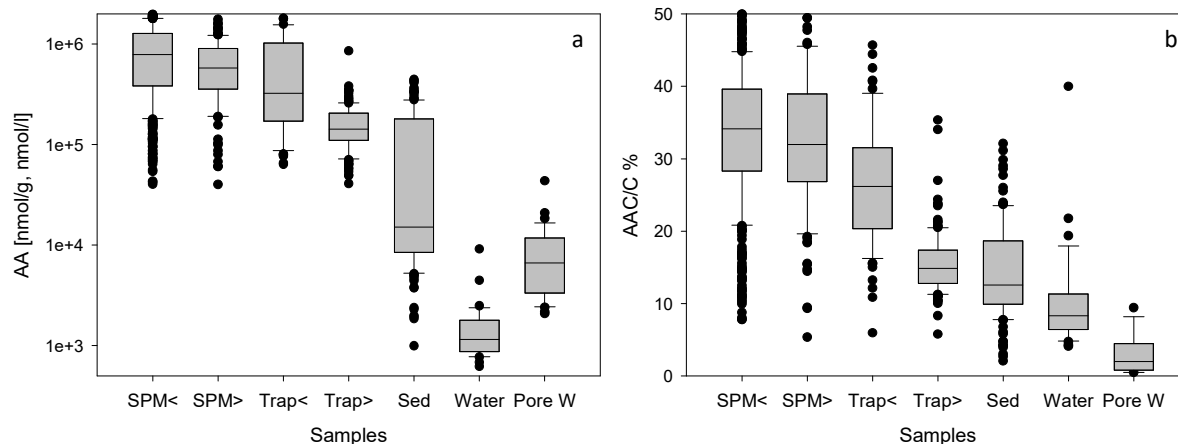 a
1e+6
1e+5
1e+4
1e+3
AA [nmol/g, nmol/l]
SPM< SPM> Trap< Trap> Sed Water Pore W
Samples
b
50
40
30
20
10
0
AAC/C %
SPM< SPM> Trap< Trap> Sed Water Pore W
Samples